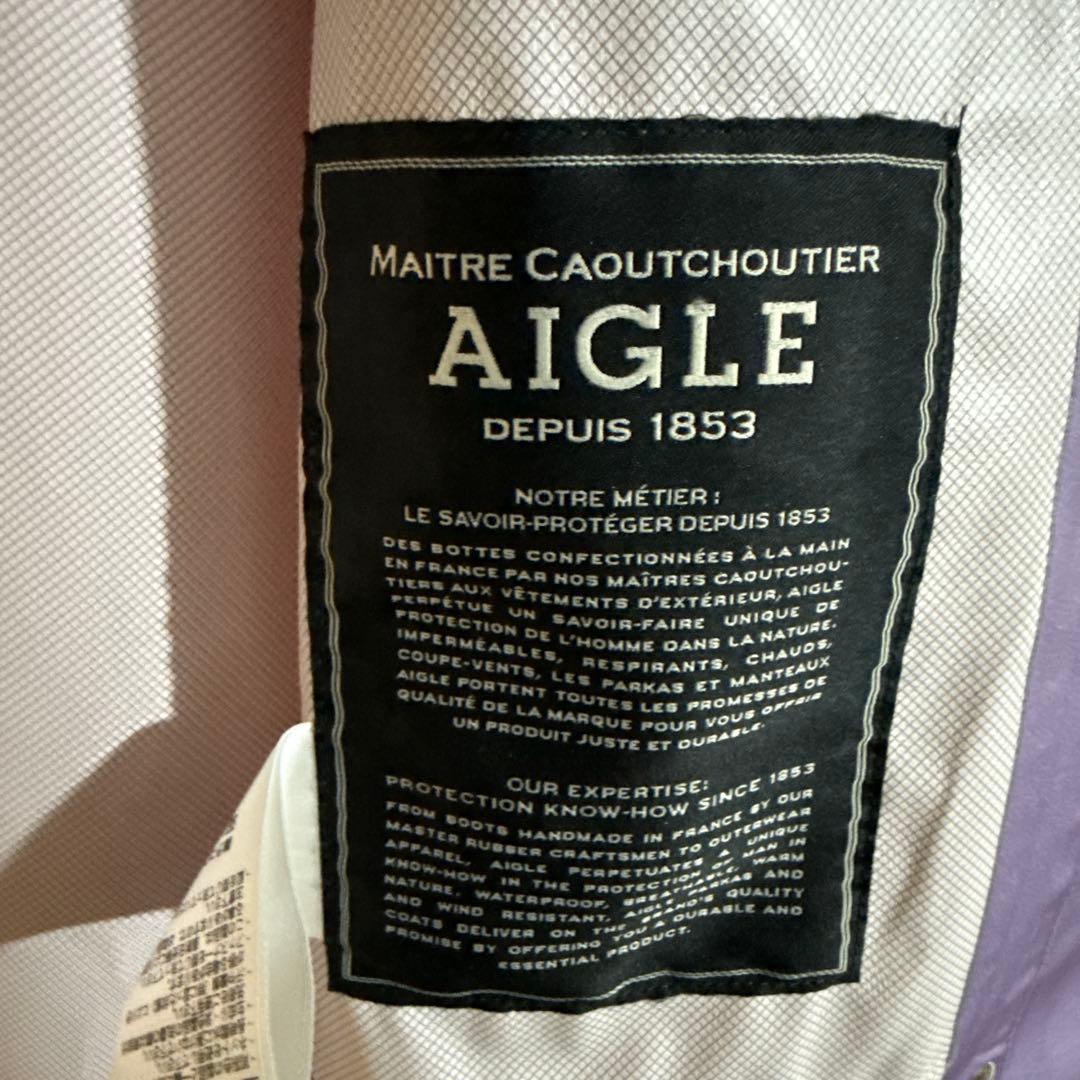 MAITRE CAOUTCHOUTIER
AIGLE
DEPUIS 1853
NOTRE MÉTIER :
LE SAVOIR-PROTÉGER DEPUIS 1853
DES BOTTES CONFECTIONNÉES À LA MAIN
EN FRANCE PAR NOS MAÎTRES CAOUTCHOU-
TIERS AUX VÊTEMENTS D'EXTÉRIEUR, AIGLE
PERPÉTUE UN SAVOIR-FAIRE UNIQUE DE
PROTECTION DE L'HOMME DANS LA NATURE.
IMPERMÉABLES, RESPIRANTS, CHAUDS,
COUPE-VENTS, LES PARKAS ET MANTEAUX
AIGLE PORTENT TOUTES LES PROMESSES DE
QUALITÉ DE LA MARQUE POUR VOUS OFFRIR
UN PRODUIT JUSTE ET DURABLE.
OUR EXPERTISE:
PROTECTION KNOW-HOW SINCE 1853
FROM BOOTS HANDMADE IN FRANCE BY OUR
MASTER RUBBER CRAFTSMEN TO OUTERWEAR
APPAREL, AIGLE PERPETUATES A UNIQUE
KNOW-HOW IN THE PROTECTION OF MAN IN
NATURE. WATERPROOF, BREATHABLE, WARM
AND WIND RESISTANT, AIGLE PARKAS AND
COATS DELIVER ON THE BRAND'S QUALITY
PROMISE BY OFFERING YOU A DURABLE AND
ESSENTIAL PRODUCT.